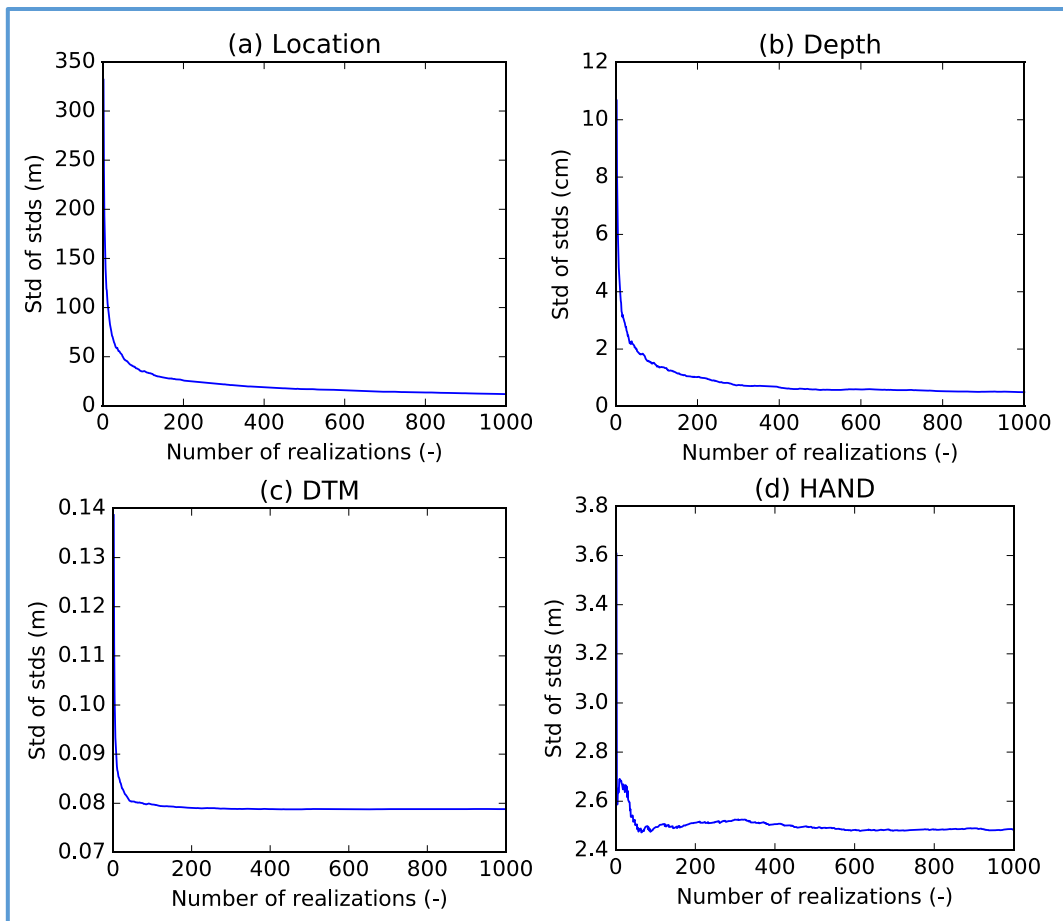 (a) Location
350
300
250
200
150
100
50
0
Std of stds (m)
0 200 400 600 800 1000
Number of realizations (-)
(b) Depth
12
10
8
6
4
2
0
Std of stds (cm)
0 200 400 600 800 1000
Number of realizations (-)
(c) DTM
0.14
0.13
0.12
0.11
0.10
0.09
0.08
0.07
Std of stds (m)
0 200 400 600 800 1000
Number of realizations (-)
(d) HAND
3.8
3.6
3.4
3.2
3.0
2.8
2.6
2.4
Std of stds (m)
0 200 400 600 800 1000
Number of realizations (-)